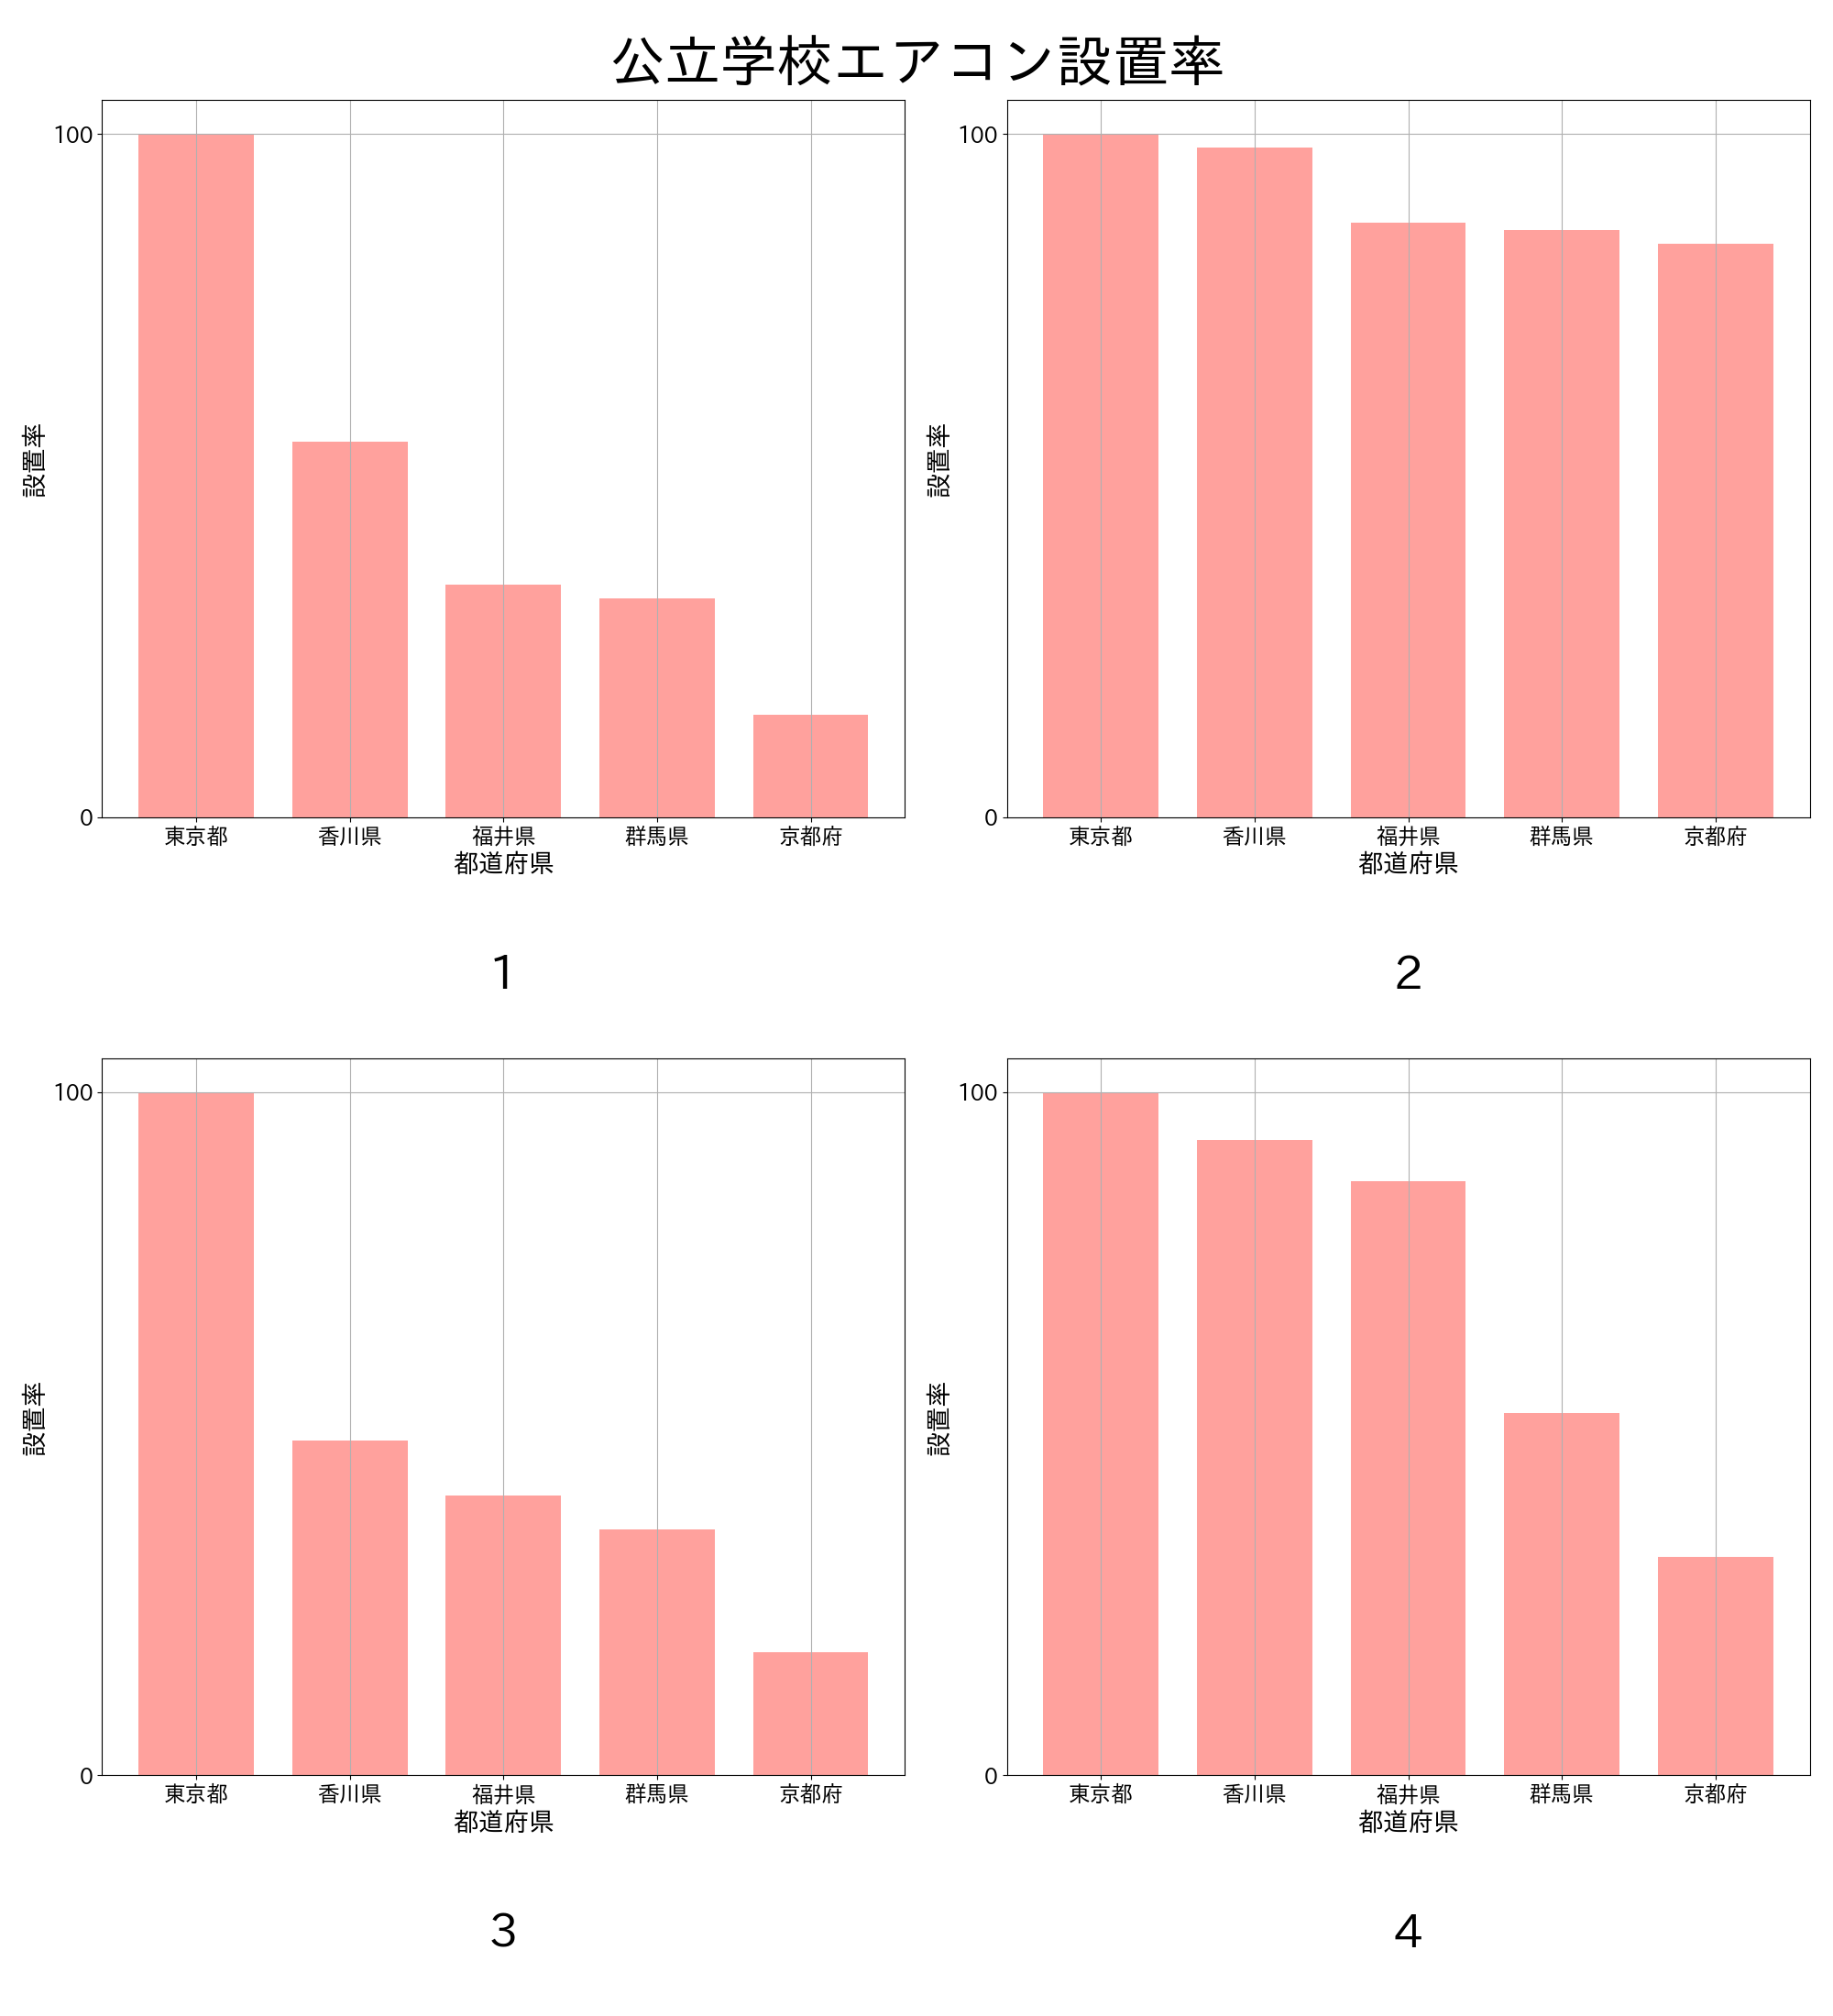 公立学校エアコン設置率
100
設置率
0
東京都 香川県 福井県 群馬県 京都府
都道府県
1
100
設置率
0
東京都 香川県 福井県 群馬県 京都府
都道府県
2
100
設置率
0
東京都 香川県 福井県 群馬県 京都府
都道府県
3
100
設置率
0
東京都 香川県 福井県 群馬県 京都府
都道府県
4